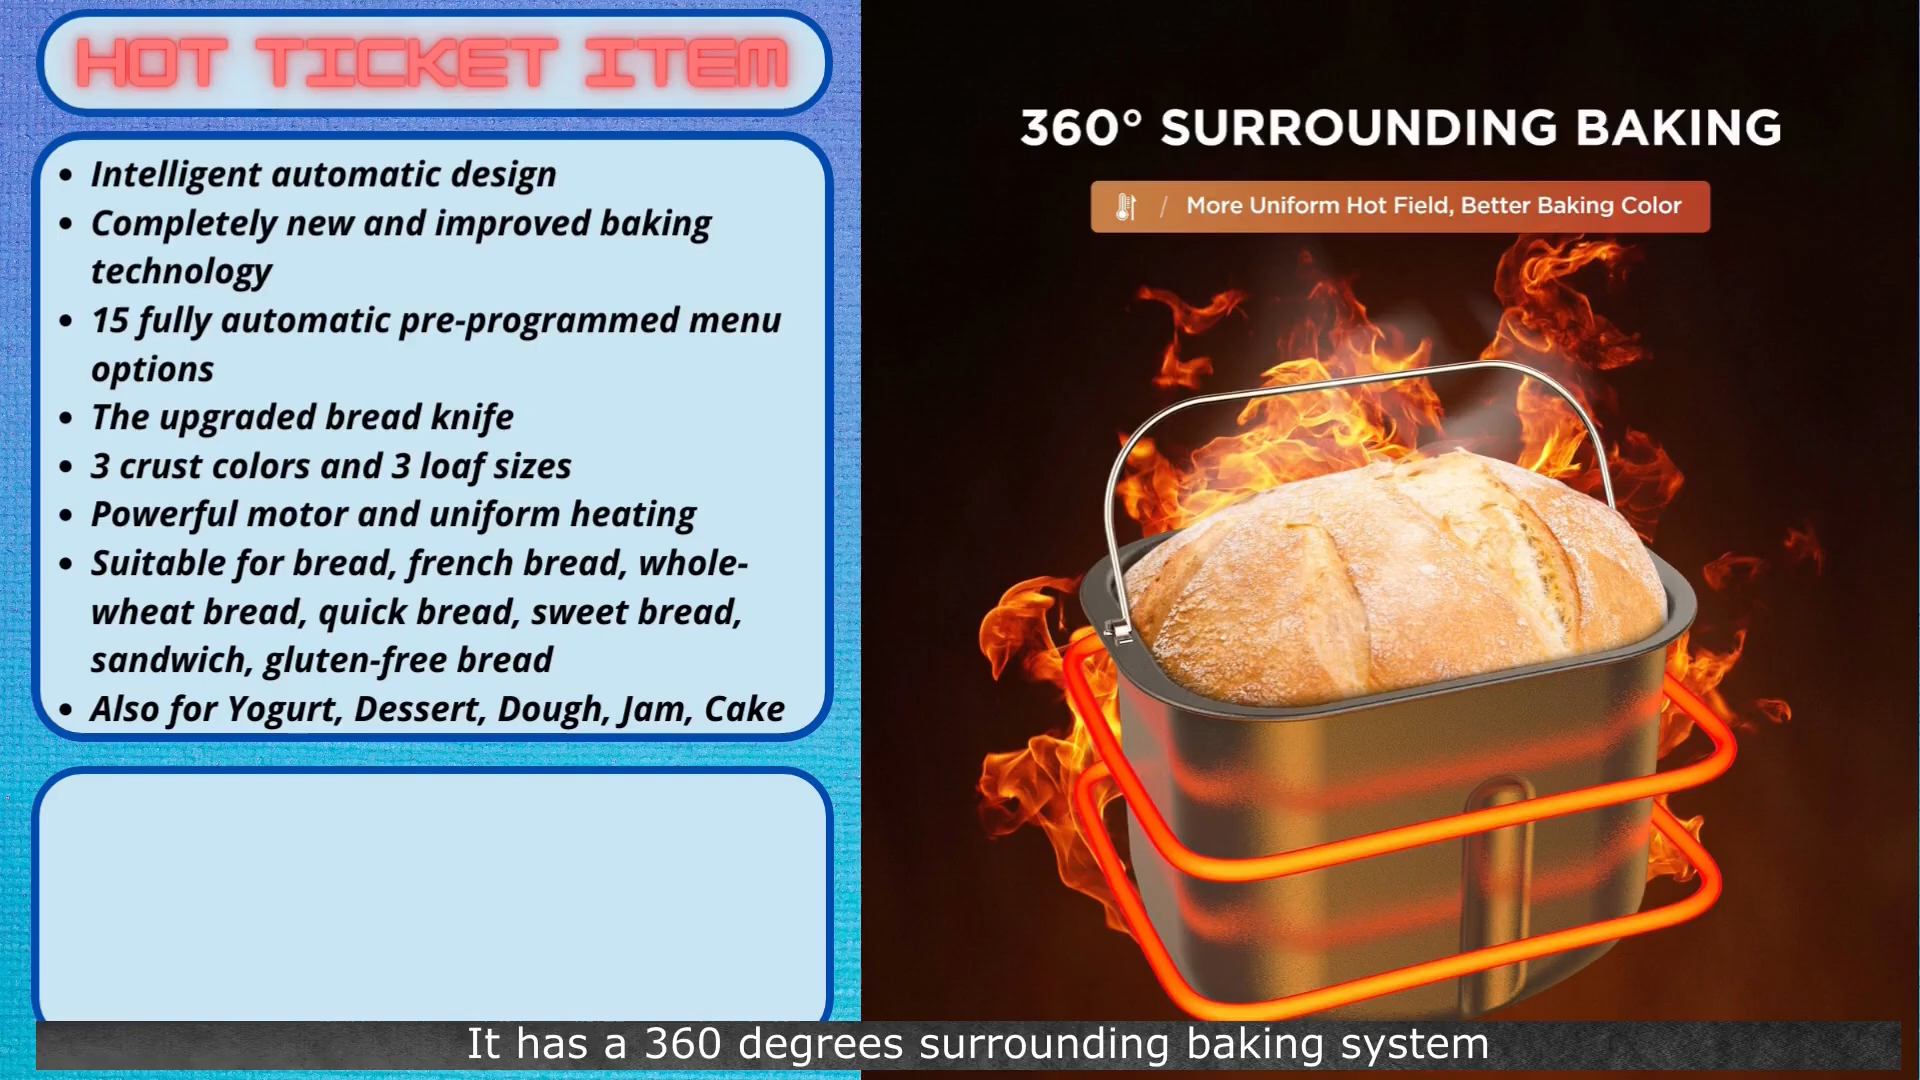 HOT TICKET ITEM
• Intelligent automatic design
• Completely new and improved baking
technology
• 15 fully automatic pre-programmed menu
options
• The upgraded bread knife
• 3 crust colors and 3 loaf sizes
• Powerful motor and uniform heating
• Suitable for bread, french bread, whole-
wheat bread, quick bread, sweet bread,
sandwich, gluten-free bread
• Also for Yogurt, Dessert, Dough, Jam, Cake
360° SURROUNDING BAKING
/ More Uniform Hot Field, Better Baking Color
It has a 360 degrees surrounding baking system